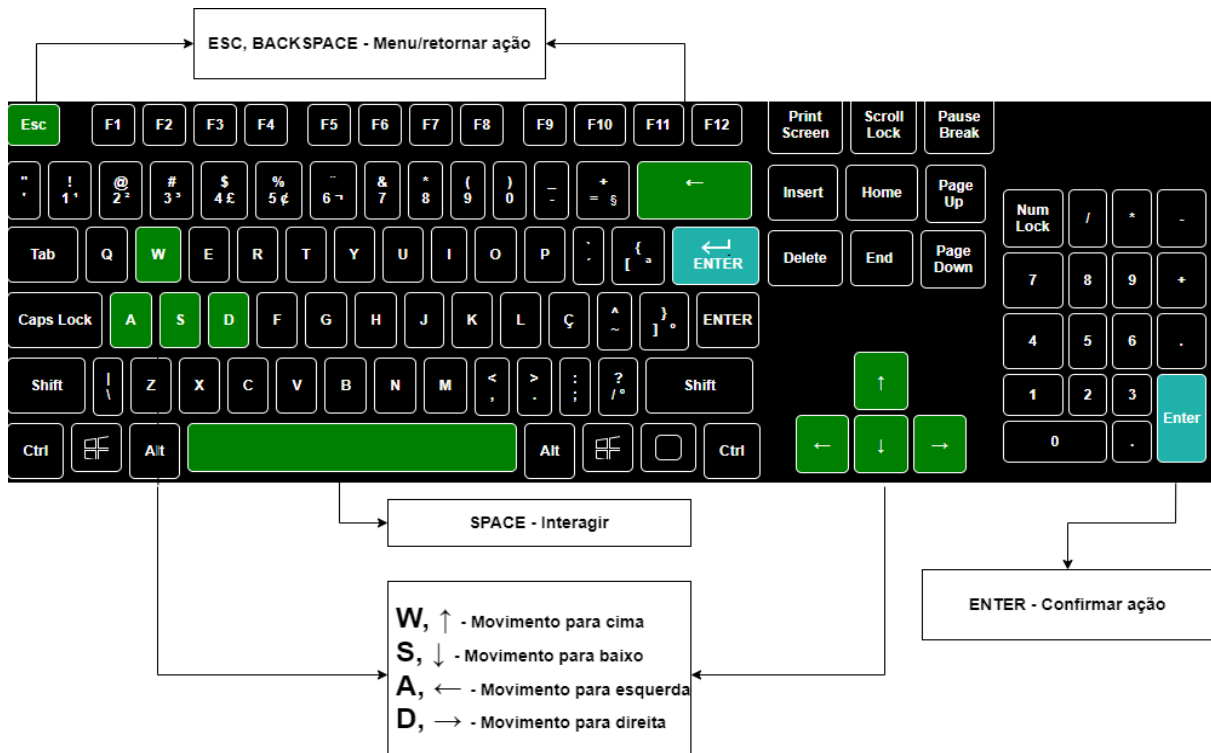 ESC, BACKSPACE - Menu/retornar ação
Esc F1 F2 F3 F4 F5 F6 F7 F8 F9 F10 F11 F12 Print Screen Scroll Lock Pause Break
" ! @ # $ % ¨ & * ( ) _ +
' 1 ¹ 2 ² 3 ³ 4 £ 5 ¢ 6 ¬ 7 8 9 0 - = § ←
Insert Home Page Up
Num Lock / * -
Tab Q W E R T Y U I O P ` ´ { [ ª ENTER
Delete End Page Down
7 8 9 +
Caps Lock A S D F G H J K L Ç ^ ~ } ] º ENTER
4 5 6 .
Shift | \ Z X C V B N M < , > . : ; ? / ° Shift
↑
1 2 3 Enter
Ctrl Alt Alt Ctrl
← ↓ →
0 .
SPACE - Interagir
ENTER - Confirmar ação
W, ↑ - Movimento para cima
S, ↓ - Movimento para baixo
A, ← - Movimento para esquerda
D, → - Movimento para direita